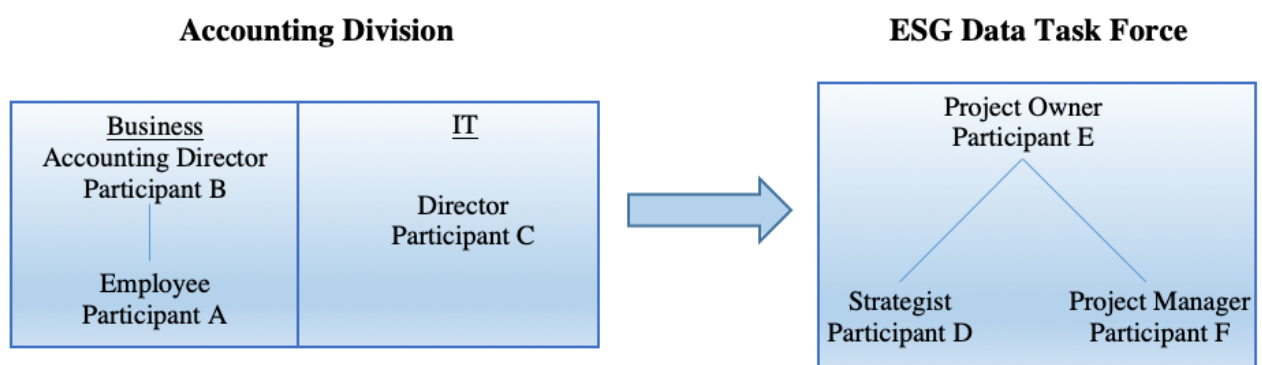 Accounting Division
Business
Accounting Director
Participant B
Employee
Participant A
IT
Director
Participant C
ESG Data Task Force
Project Owner
Participant E
Strategist
Participant D
Project Manager
Participant F